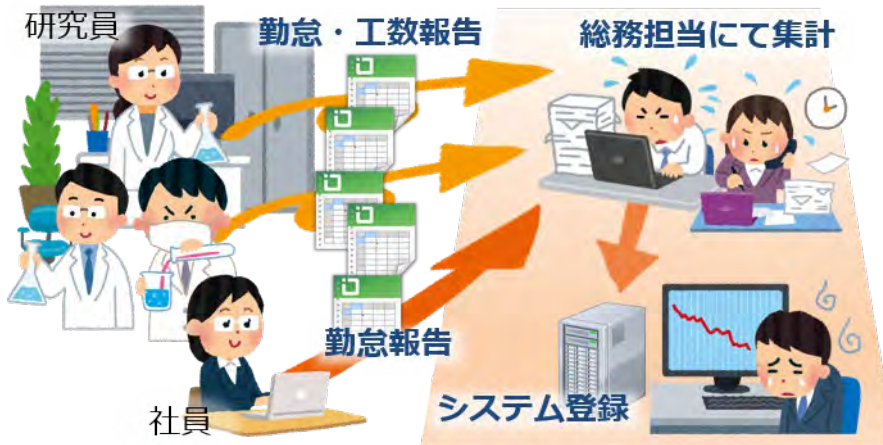 研究員
勤怠・工数報告
総務担当にて集計
勤怠報告
システム登録
社員